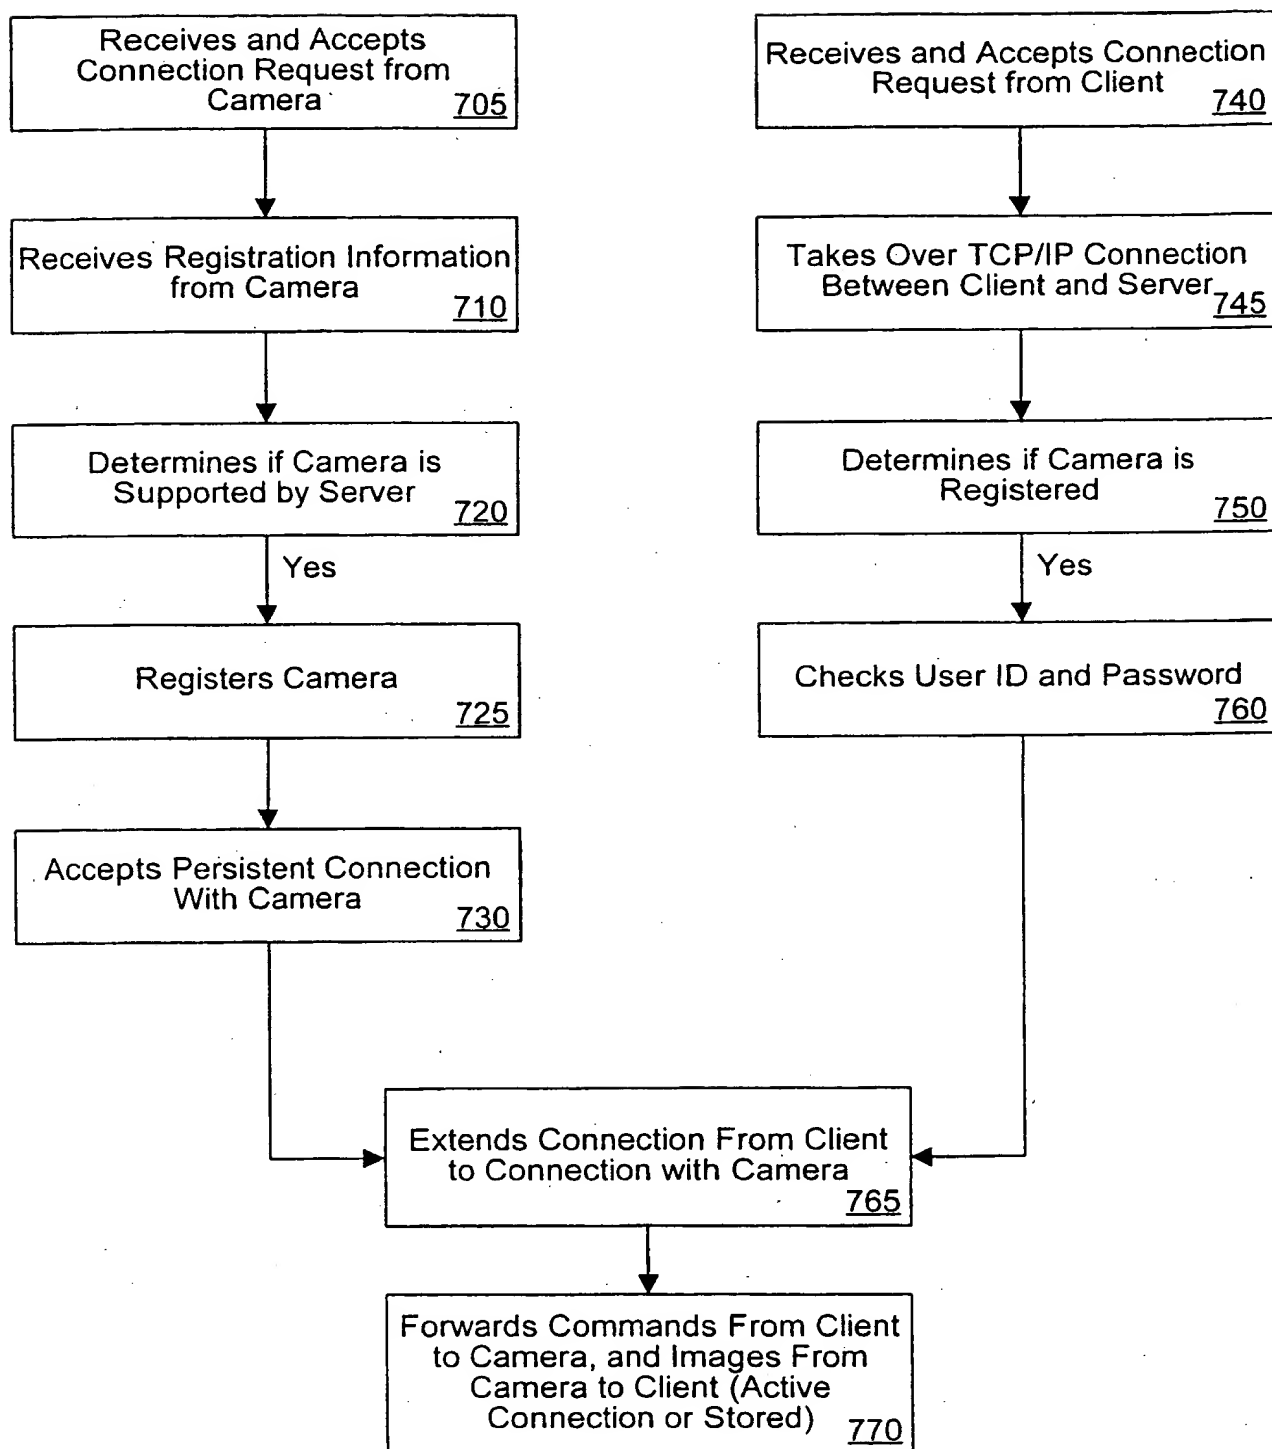 Receives and Accepts
Connection Request from
Camera 705
Receives Registration Information
from Camera 710
Determines if Camera is
Supported by Server 720
Yes
Registers Camera
725
Accepts Persistent Connection
With Camera 730
Receives and Accepts Connection
Request from Client 740
Takes Over TCP/IP Connection
Between Client and Server 745
Determines if Camera is
Registered 750
Yes
Checks User ID and Password
760
Extends Connection From Client
to Connection with Camera
765
Forwards Commands From Client
to Camera, and Images From
Camera to Client (Active
Connection or Stored) 770